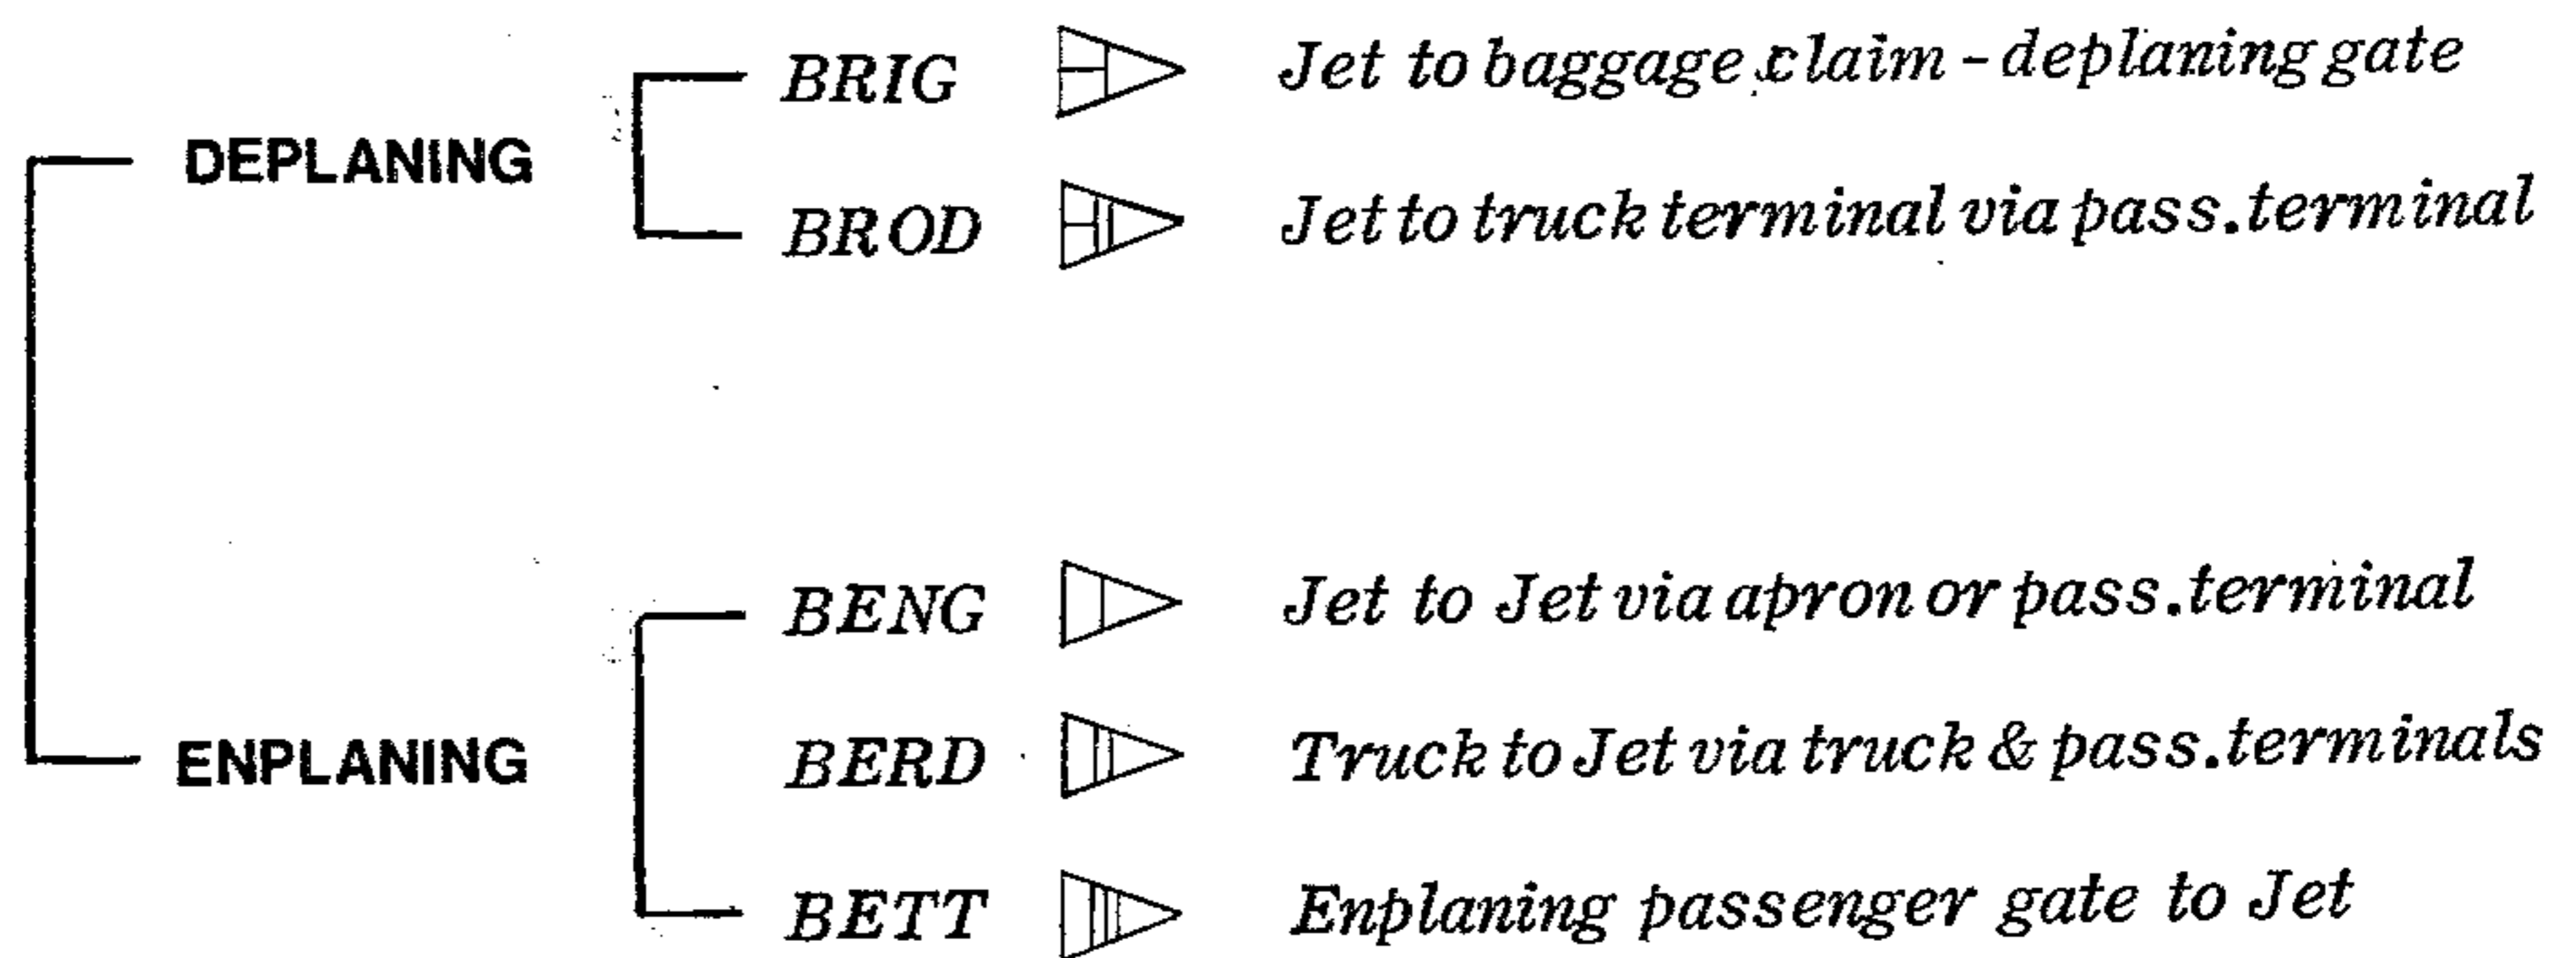 BRIG Jet to baggage claim - deplaning gate
DEPLANING
BROD Jet to truck terminal via pass. terminal
BENG Jet to Jet via apron or pass. terminal
ENPLANING BERD Truck to Jet via truck & pass. terminals
BETT Enplaning passenger gate to Jet